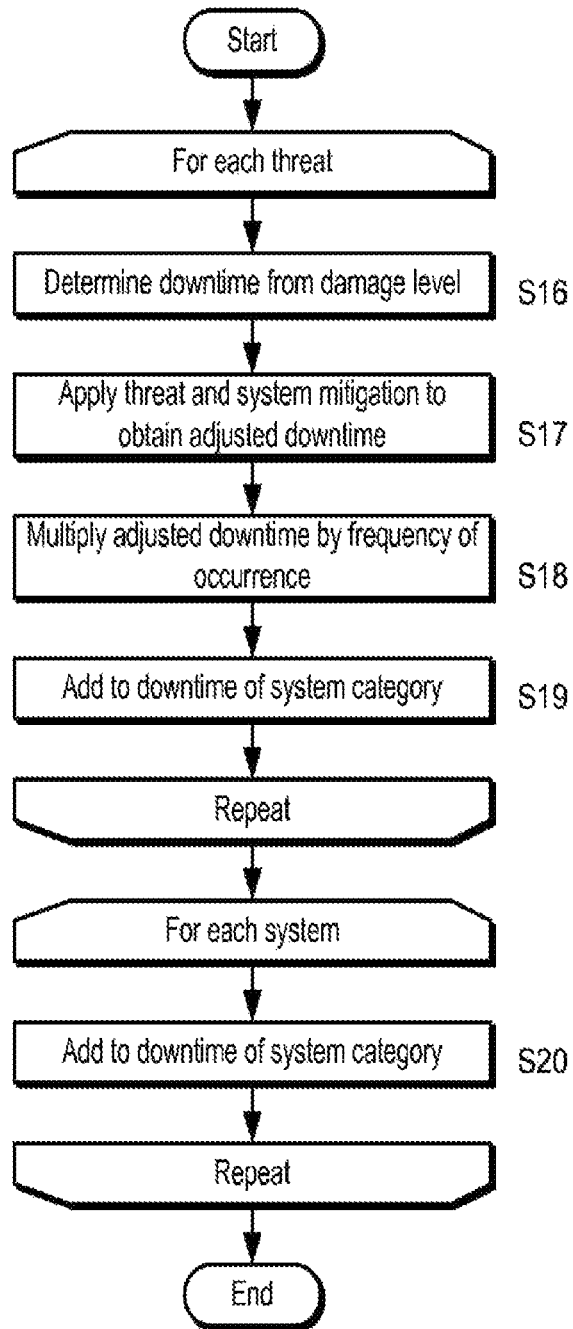 Start
For each threat
Determine downtime from damage level
S16
Apply threat and system mitigation to
obtain adjusted downtime
S17
Multiply adjusted downtime by frequency of
occurrence
S18
Add to downtime of system category
S19
Repeat
For each system
Add to downtime of system category
S20
Repeat
End